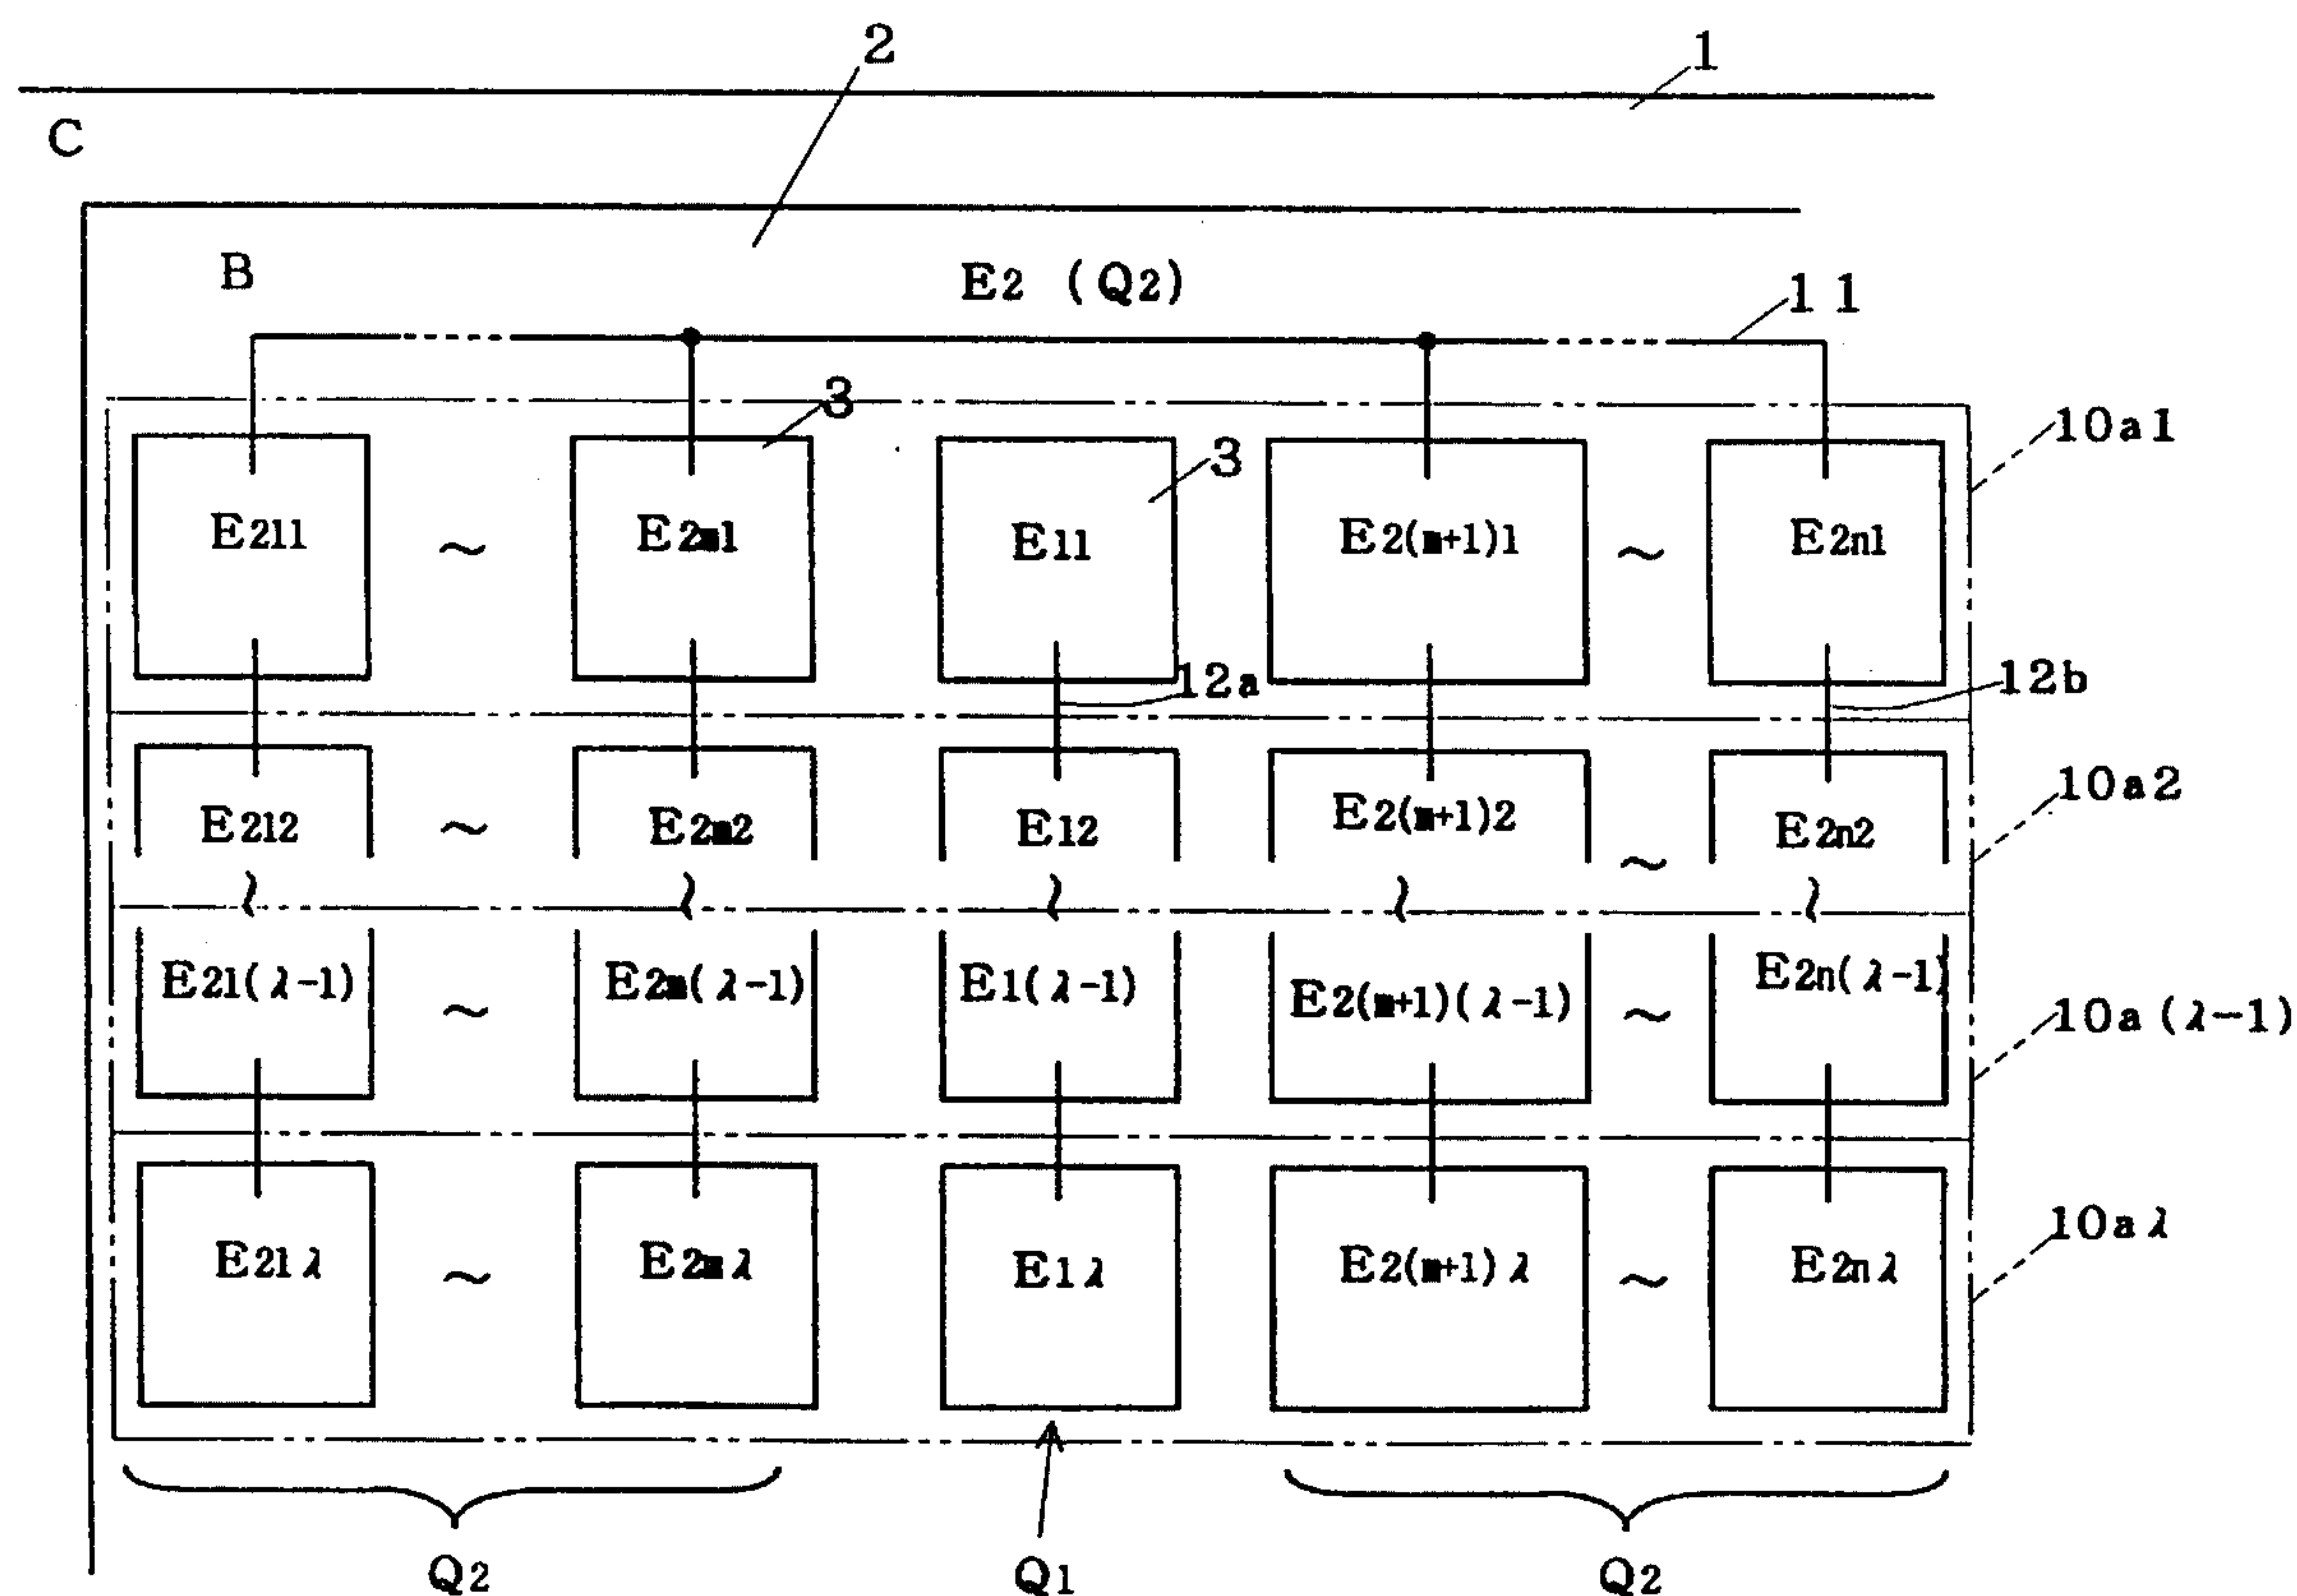 2
1
C
B
E2 (Q2)
11
3
3
10a1
E211 ~ E2m1 E11 E2(m+1)1 ~ E2n1
12a
12b
E212 ~ E2m2 E12 E2(m+1)2 ~ E2n2
10a2
E21(λ-1) ~ E2m(λ-1) E1(λ-1) E2(m+1)(λ-1) ~ E2n(λ-1)
10a(λ-1)
E21λ ~ E2mλ E1λ E2(m+1)λ ~ E2nλ
10aλ
Q2 Q1 Q2